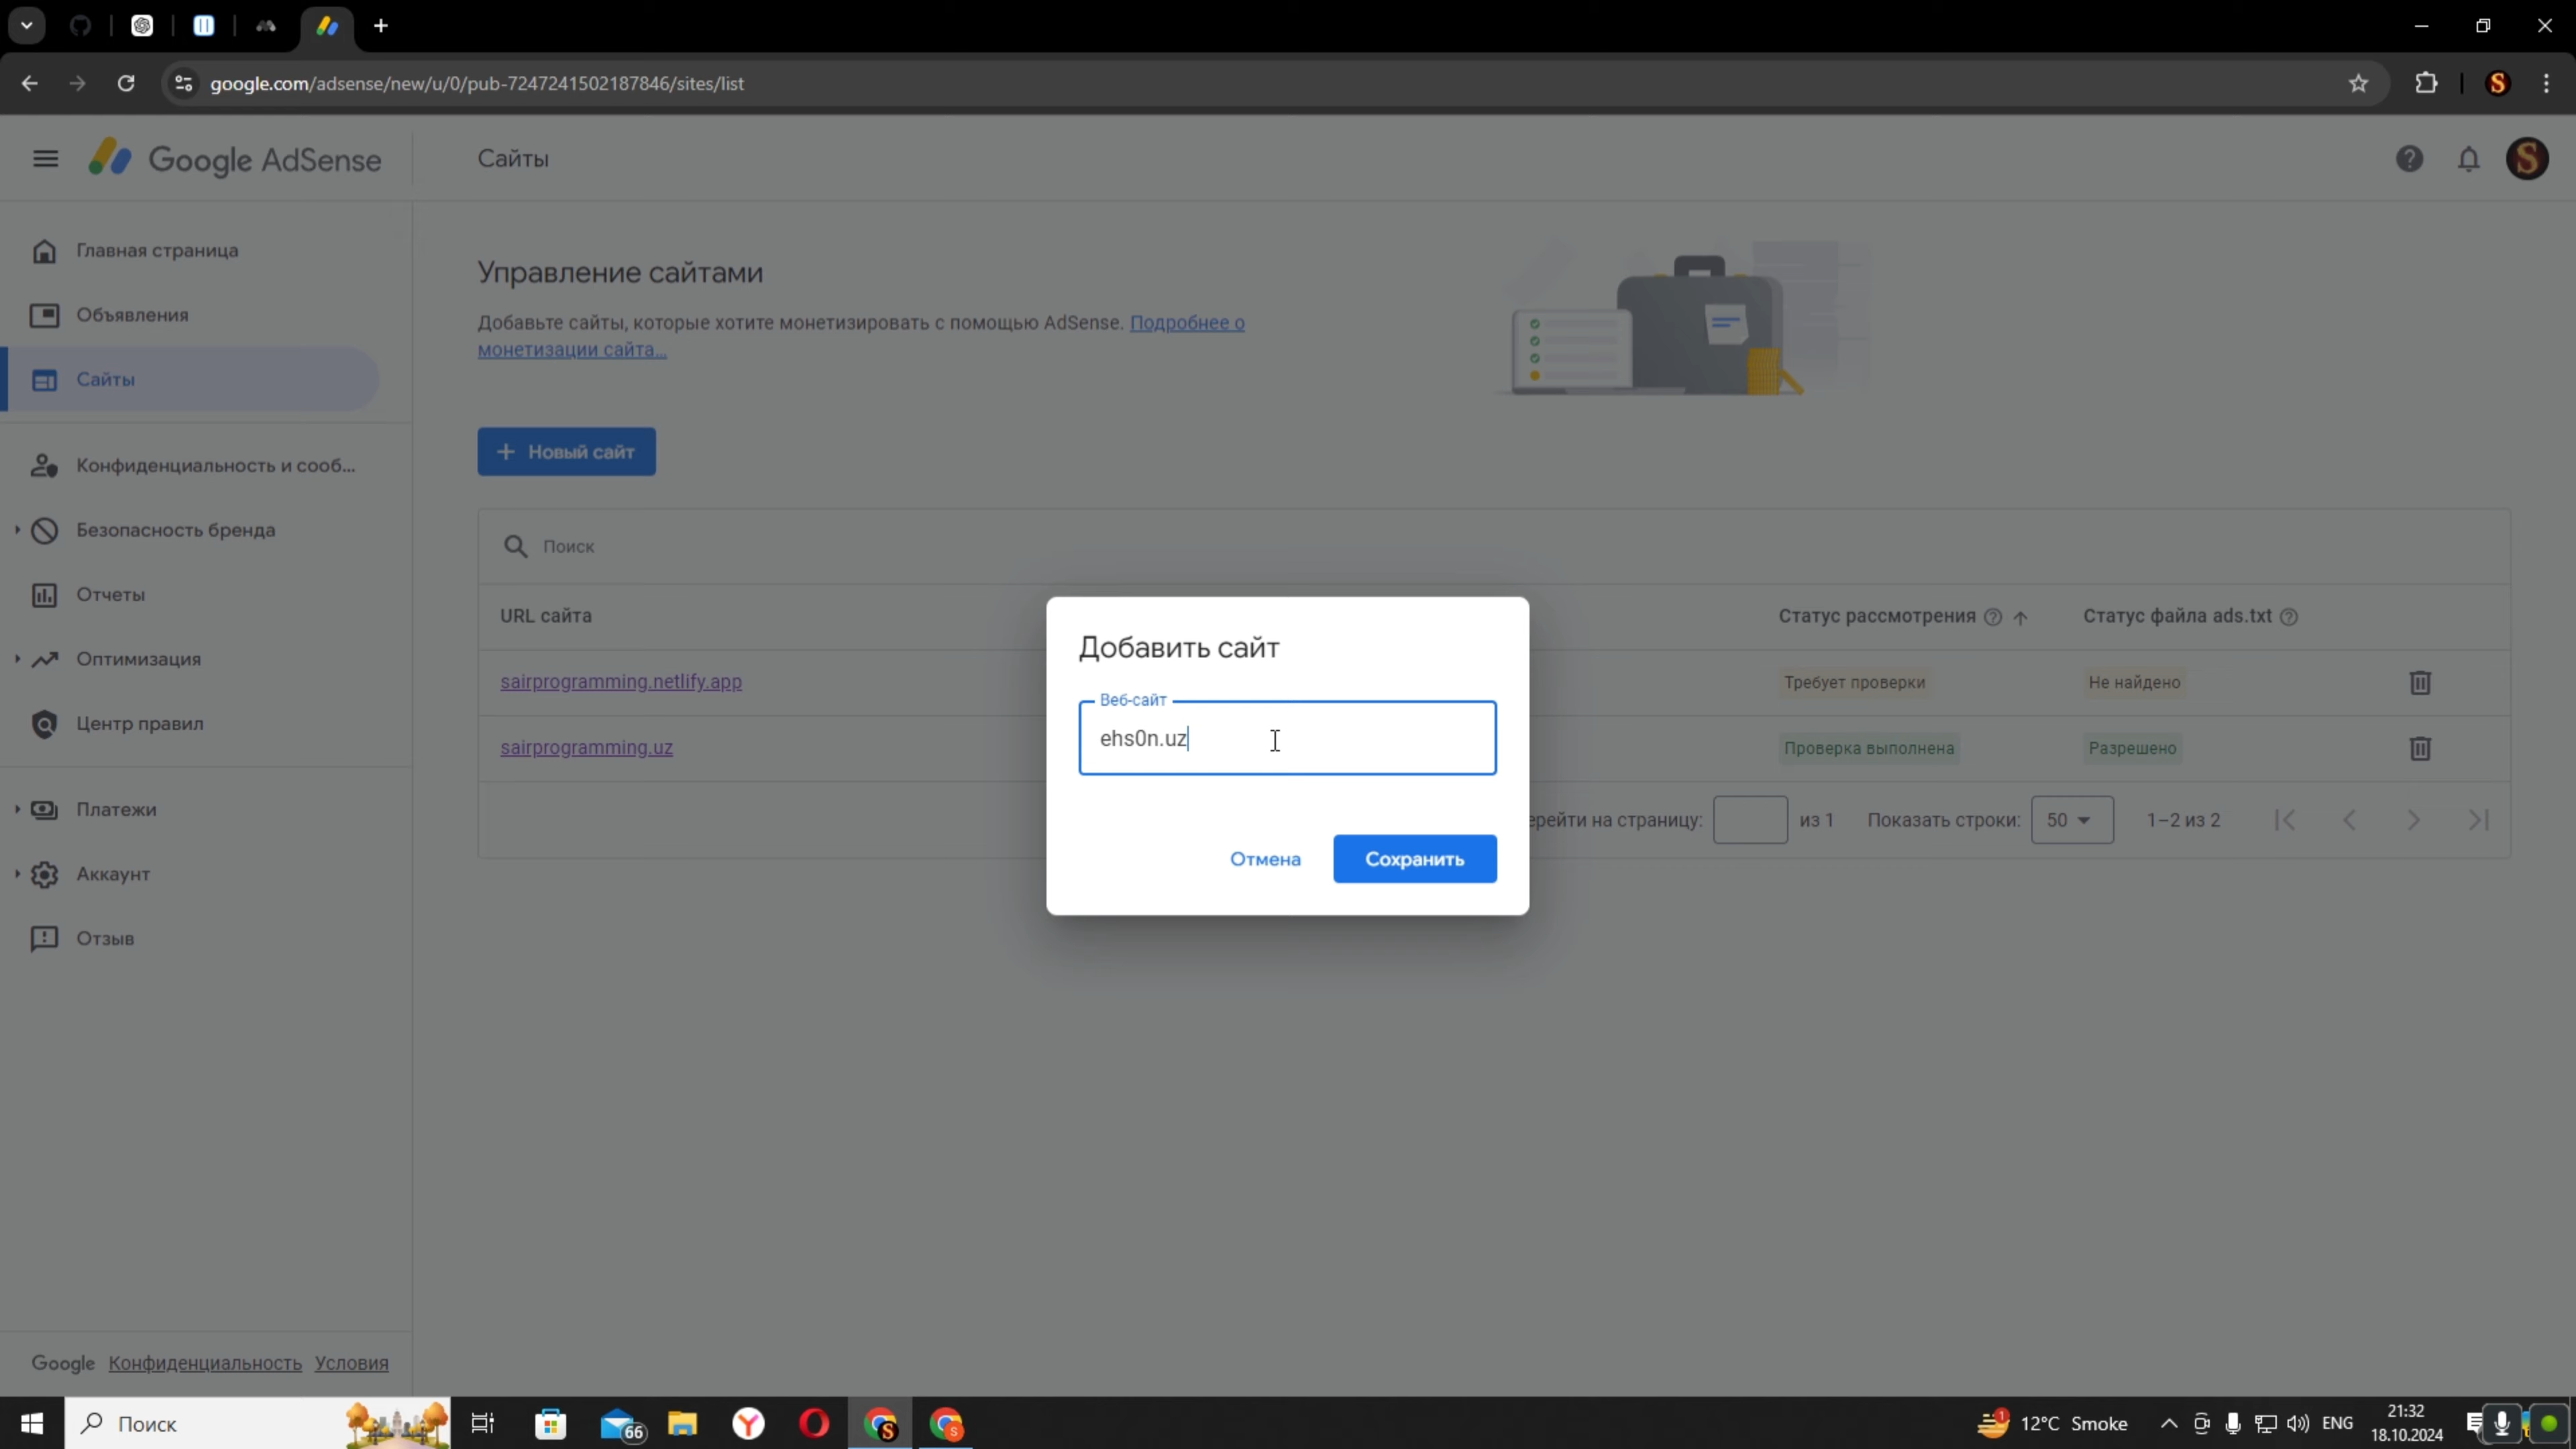 google.com/adsense/new/u/0/pub-7247241502187846/sites/list
Google AdSense
Сайты
Главная страница
Объявления
Сайты
Конфиденциальность и сооб...
Безопасность бренда
Отчеты
Оптимизация
Центр правил
Платежи
Аккаунт
Отзыв
Управление сайтами
Добавьте сайты, которые хотите монетизировать с помощью AdSense. Подробнее о
монетизации сайта...
+ Новый сайт
Поиск
URL сайта
Статус рассмотрения
Статус файла ads.txt
sairprogramming.netlify.app
Требует проверки
Не найдено
sairprogramming.uz
Проверка выполнена
Разрешено
ерейти на страницу:
из 1
Показать строки:
50
1–2 из 2
Добавить сайт
Веб-сайт
ehs0n.uz
Отмена
Сохранить
Google Конфиденциальность Условия
Поиск
66
1
12°C Smoke
ENG
21:32
18.10.2024